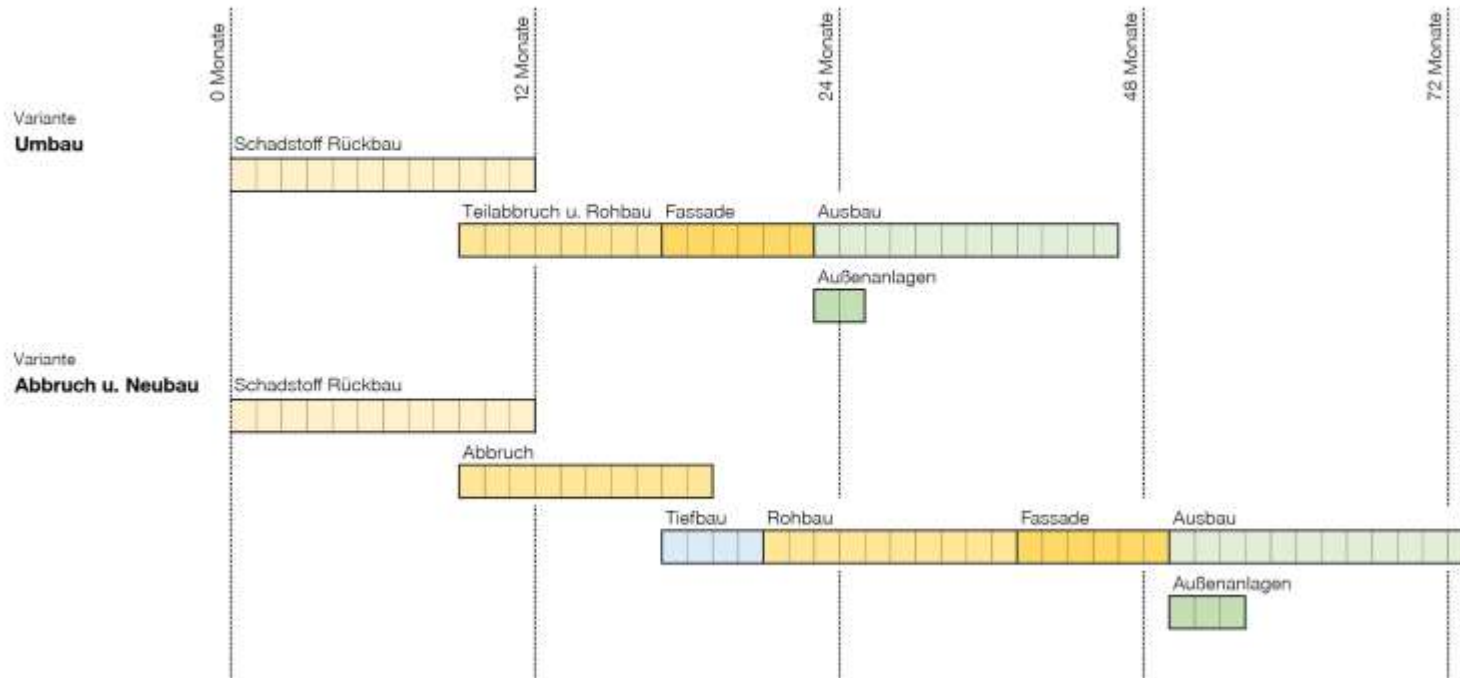 0 Monate
12 Monate
24 Monate
48 Monate
72 Monate
Variante
Umbau
Schadstoff Rückbau
Teilabbruch u. Rohbau
Fassade
Ausbau
Außenanlagen
Variante
Abbruch u. Neubau
Schadstoff Rückbau
Abbruch
Tiefbau
Rohbau
Fassade
Ausbau
Außenanlagen